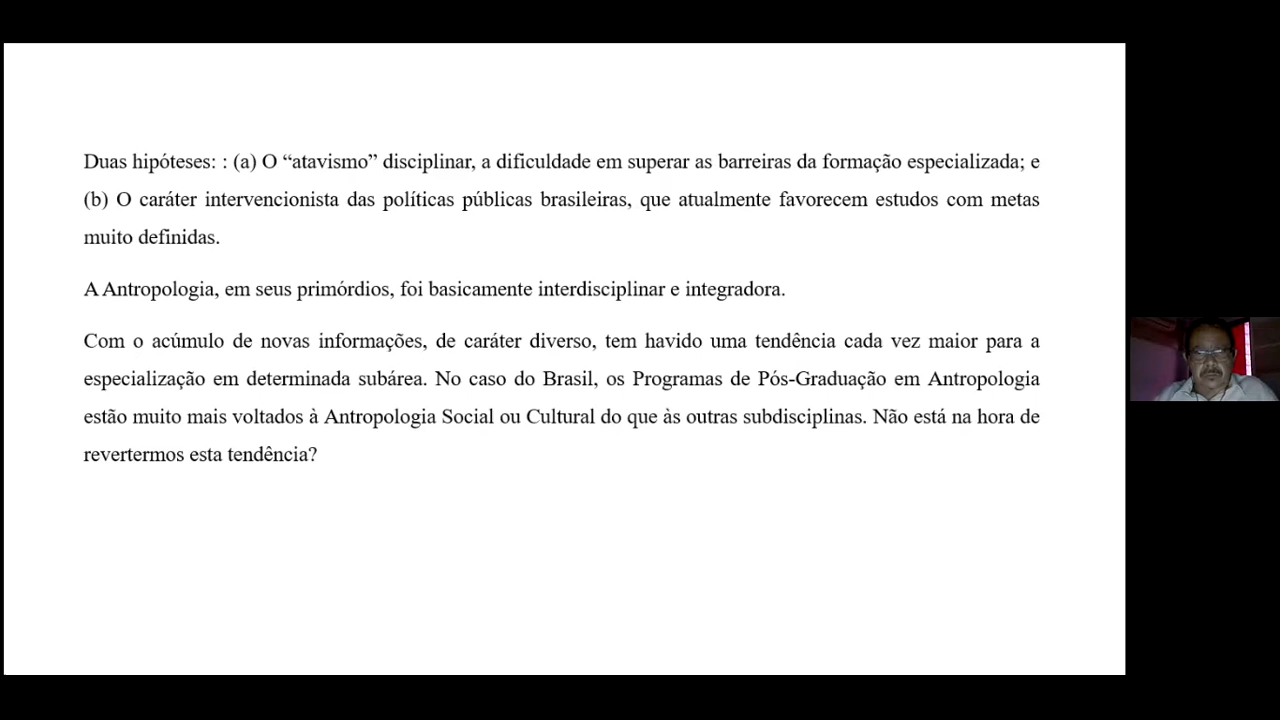 Duas hipóteses: : (a) O “atavismo” disciplinar, a dificuldade em superar as barreiras da formação especializada; e
(b) O caráter intervencionista das políticas públicas brasileiras, que atualmente favorecem estudos com metas
muito definidas.
A Antropologia, em seus primórdios, foi basicamente interdisciplinar e integradora.
Com o acúmulo de novas informações, de caráter diverso, tem havido uma tendência cada vez maior para a
especialização em determinada subárea. No caso do Brasil, os Programas de Pós-Graduação em Antropologia
estão muito mais voltados à Antropologia Social ou Cultural do que às outras subdisciplinas. Não está na hora de
revertermos esta tendência?